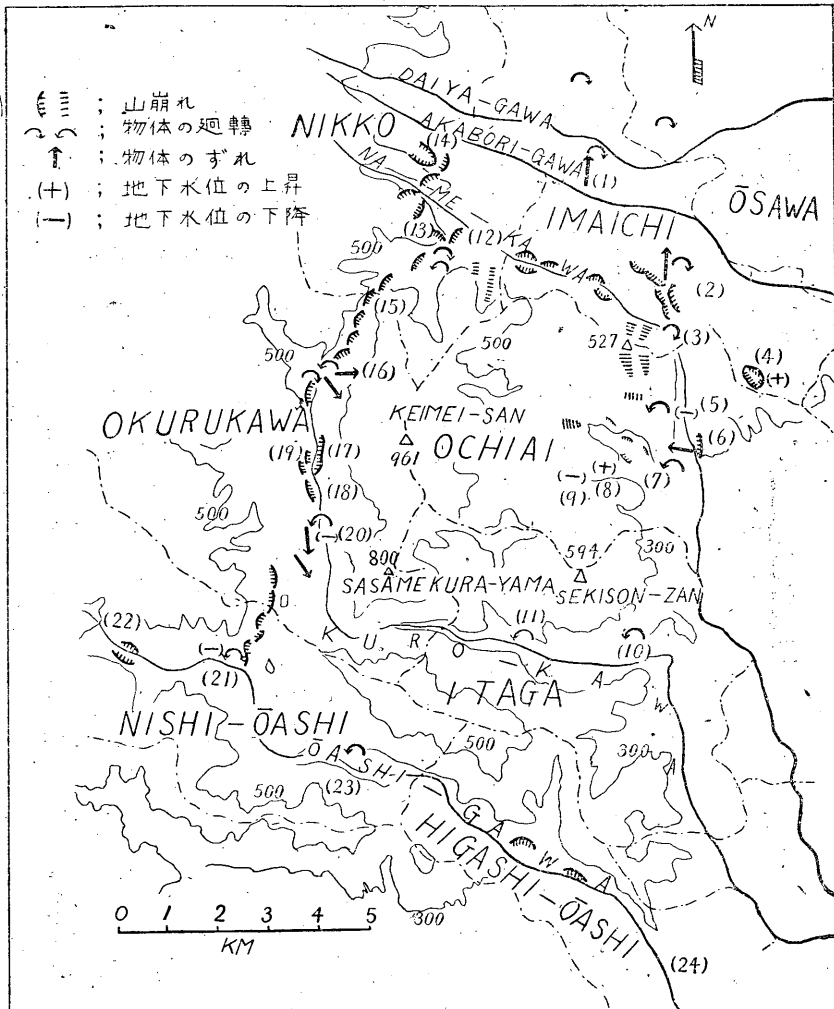 N
山崩れ
物体の廻轉
物体のずれ
(+) ; 地下水位の上昇
(−) ; 地下水位の下降
DAIYA-GAWA
AKABORI-GAWA
NIKKO
(14)
NA-ME-KAWA
(1)
IMAICHI
ŌSAWA
(13)
(12)
500
(2)
(15)
500
527
(3)
(4)
(+)
500
(16)
KEIMEI-SAN
(−)
(5)
OKURUKAWA
961
OCHIAI
(6)
(19)
(17)
(−)
(9)
(+)
(8)
(7)
(18)
500
(−)
(20)
800
594
300
SASAMEKURA-YAMA
SEKISON-ZAN
(22)
(11)
(10)
KUROKAWA
(−)
(21)
ITAGA
NISHI-ŌASHI
500
300
ŌASHI-GAWA
500
(23)
HIGASHI-ŌASHI
300
0 1 2 3 4 5
KM
(24)